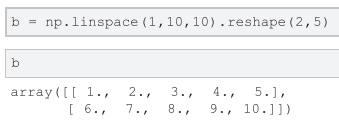 b = np.linspace(1,10,10).reshape(2,5)
b
array([[ 1.,  2.,  3.,  4.,  5.],
       [ 6.,  7.,  8.,  9., 10.]])